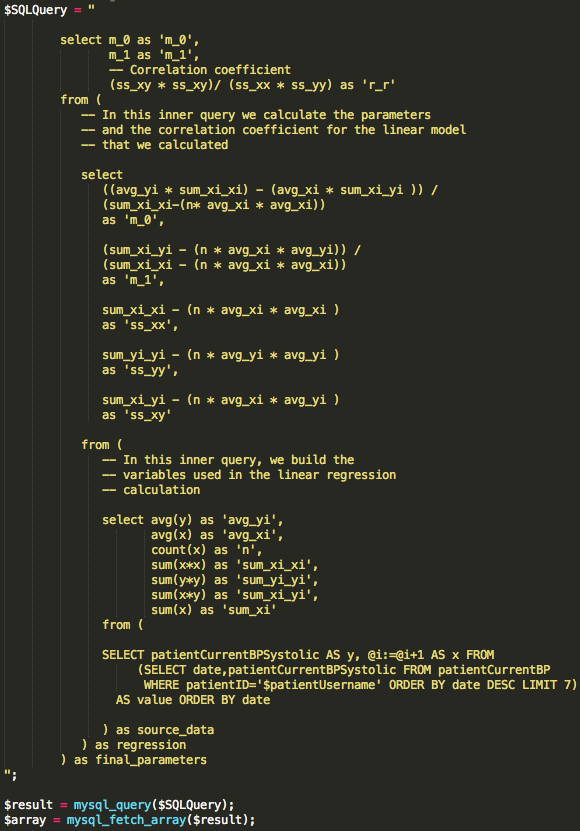 $SQLQuery = "
select m_0 as 'm_0',
m_1 as 'm_1',
-- Correlation coefficient
(ss_xy * ss_xy)/ (ss_xx * ss_yy) as 'r_r'
from (
-- In this inner query we calculate the parameters
-- and the correlation coefficient for the linear model
-- that we calculated
select
((avg_yi * sum_xi_xi) - (avg_xi * sum_xi_yi )) /
(sum_xi_xi-(n* avg_xi * avg_xi))
as 'm_0',
(sum_xi_yi - (n * avg_xi * avg_yi)) /
(sum_xi_xi - (n * avg_xi * avg_xi))
as 'm_1',
sum_xi_xi - (n * avg_xi * avg_xi )
as 'ss_xx',
sum_yi_yi - (n * avg_yi * avg_yi )
as 'ss_yy',
sum_xi_yi - (n * avg_xi * avg_yi )
as 'ss_xy'
from (
-- In this inner query, we build the
-- variables used in the linear regression
-- calculation
select avg(y) as 'avg_yi',
avg(x) as 'avg_xi',
count(x) as 'n',
sum(x*x) as 'sum_xi_xi',
sum(y*y) as 'sum_yi_yi',
sum(x*y) as 'sum_xi_yi',
sum(x) as 'sum_xi'
from (
SELECT patientCurrentBPSystolic AS y, @i:=@i+1 AS x FROM
(SELECT date,patientCurrentBPSystolic FROM patientCurrentBP
WHERE patientID='$patientUsername' ORDER BY date DESC LIMIT 7)
AS value ORDER BY date
) as source_data
) as regression
) as final_parameters
";
$result = mysql_query($SQLQuery);
$array = mysql_fetch_array($result);